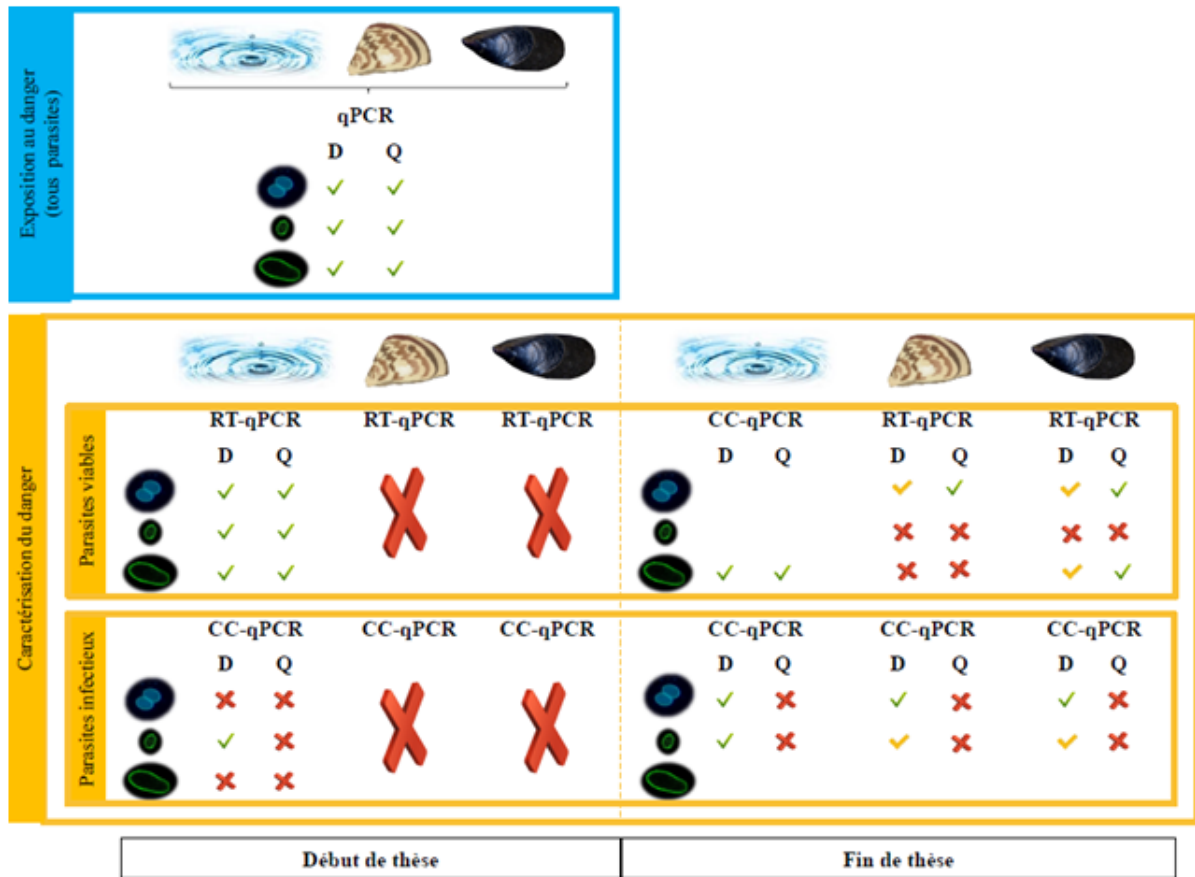 Exposition au danger
(tous parasites)
qPCR
D Q
Caractérisation du danger
Parasites viables
RT-qPCR RT-qPCR RT-qPCR CC-qPCR RT-qPCR RT-qPCR
D Q D Q D Q D Q
Parasites infectieux
CC-qPCR CC-qPCR CC-qPCR CC-qPCR CC-qPCR CC-qPCR
D Q D Q D Q D Q
Début de thèse Fin de thèse